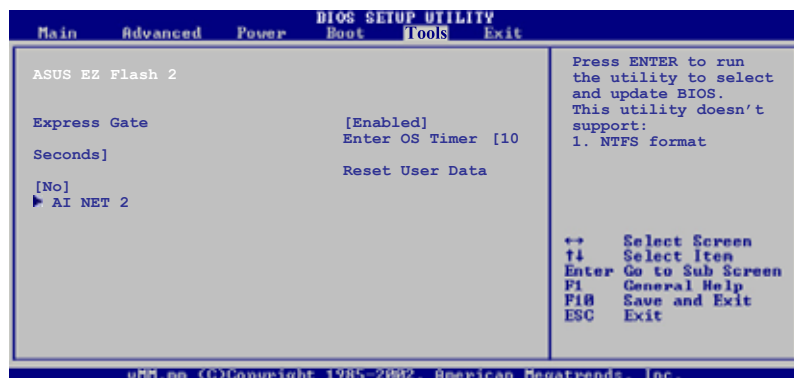 BIOS SETUP UTILITY
Main Advanced Power Boot Tools Exit
ASUS EZ Flash 2
Express Gate [Enabled]
Enter OS Timer [10
Seconds]
Reset User Data
[No]
AI NET 2
Press ENTER to run
the utility to select
and update BIOS.
This utility doesn't
support:
1. NTFS format
↔ Select Screen
↑↓ Select Item
Enter Go to Sub Screen
F1 General Help
F10 Save and Exit
ESC Exit
(C)Copyright 1985-2002, American Megatrends, Inc.